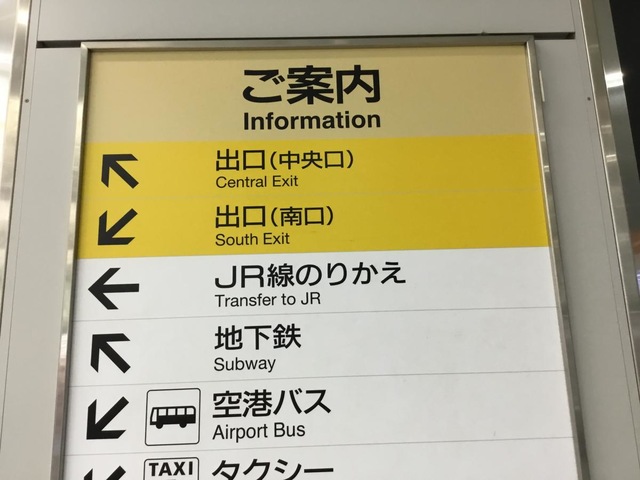 ご案内
Information
出口(中央口)
Central Exit
出口(南口)
South Exit
JR線のりかえ
Transfer to JR
地下鉄
Subway
空港バス
Airport Bus
TAXI タクシー